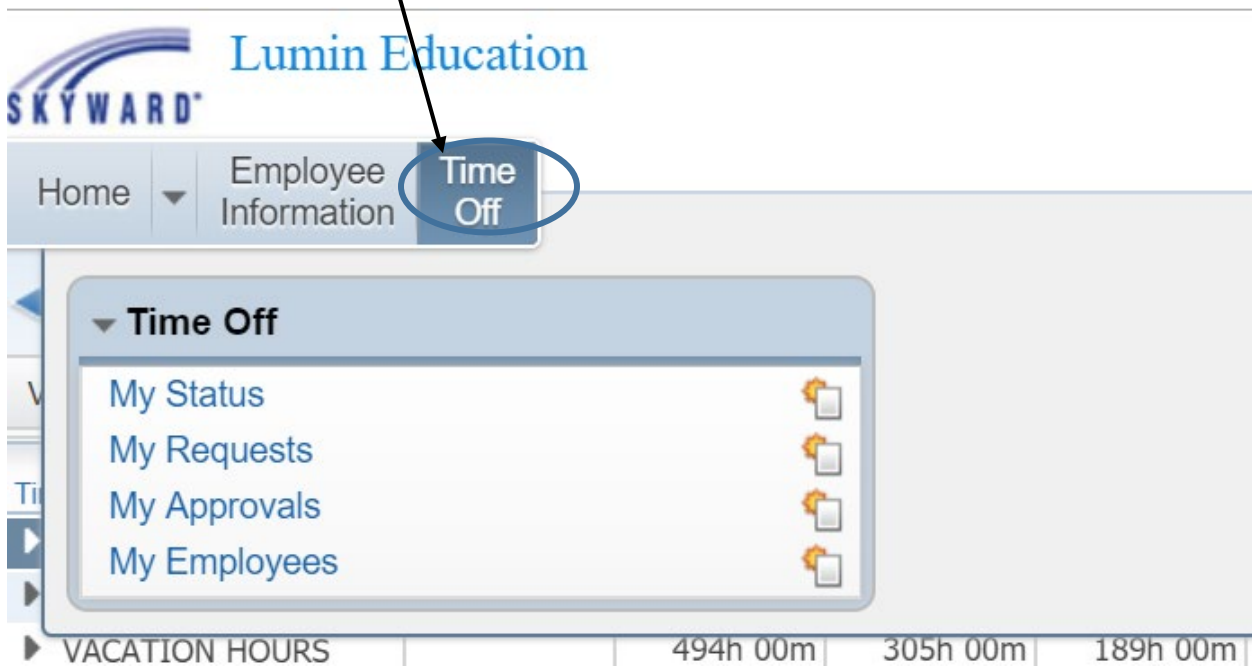 Lumin Education
SKYWARD
Home
Employee Information
Time Off
Time Off
My Status
My Requests
My Approvals
My Employees
VACATION HOURS 494h 00m 305h 00m 189h 00m